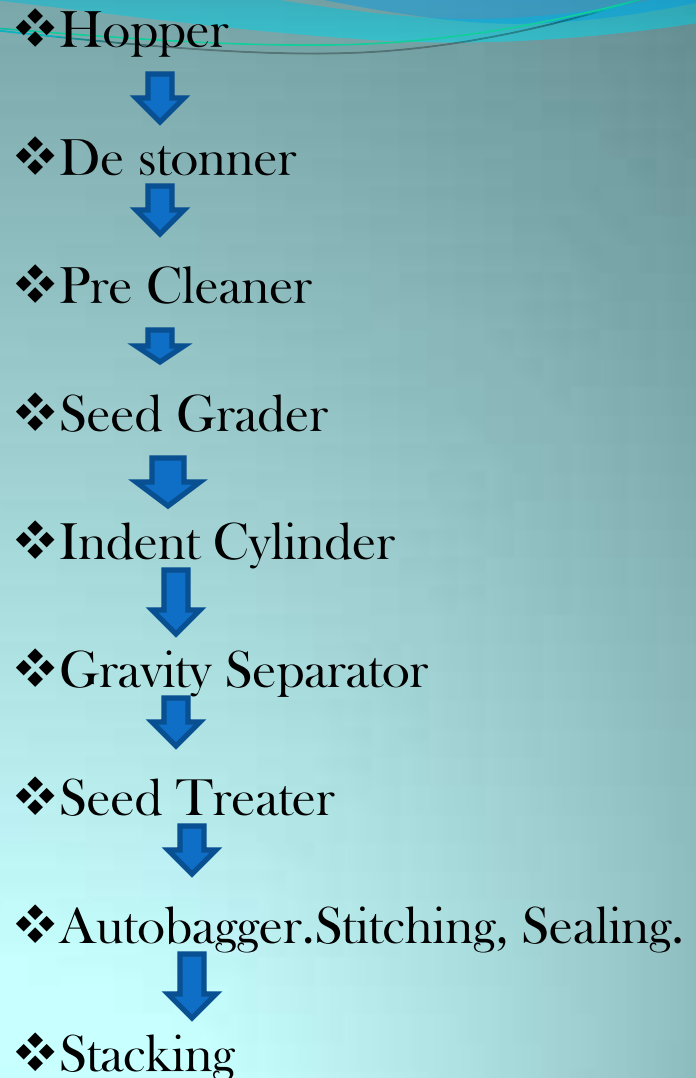 ❖Hopper
❖De stonner
❖Pre Cleaner
❖Seed Grader
❖Indent Cylinder
❖Gravity Separator
❖Seed Treater
❖Autobagger.Stitching, Sealing.
❖Stacking